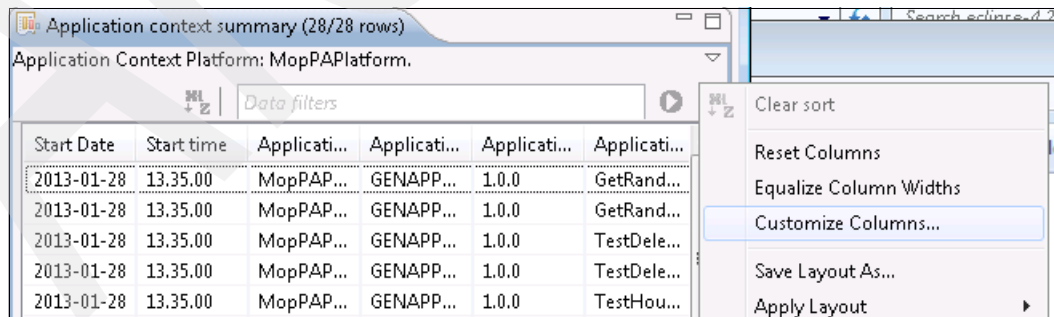 Application context summary (28/28 rows)
Search eclipse-4.2
Application Context Platform: MopPAPlatform.
Data filters
Start Date Start time Applicati... Applicati... Applicati... Applicati...
2013-01-28 13.35.00 MopPAP... GENAPP... 1.0.0 GetRand...
2013-01-28 13.35.00 MopPAP... GENAPP... 1.0.0 GetRand...
2013-01-28 13.35.00 MopPAP... GENAPP... 1.0.0 TestDele...
2013-01-28 13.35.00 MopPAP... GENAPP... 1.0.0 TestDele...
2013-01-28 13.35.00 MopPAP... GENAPP... 1.0.0 TestHou...
Clear sort
Reset Columns
Equalize Column Widths
Customize Columns...
Save Layout As...
Apply Layout